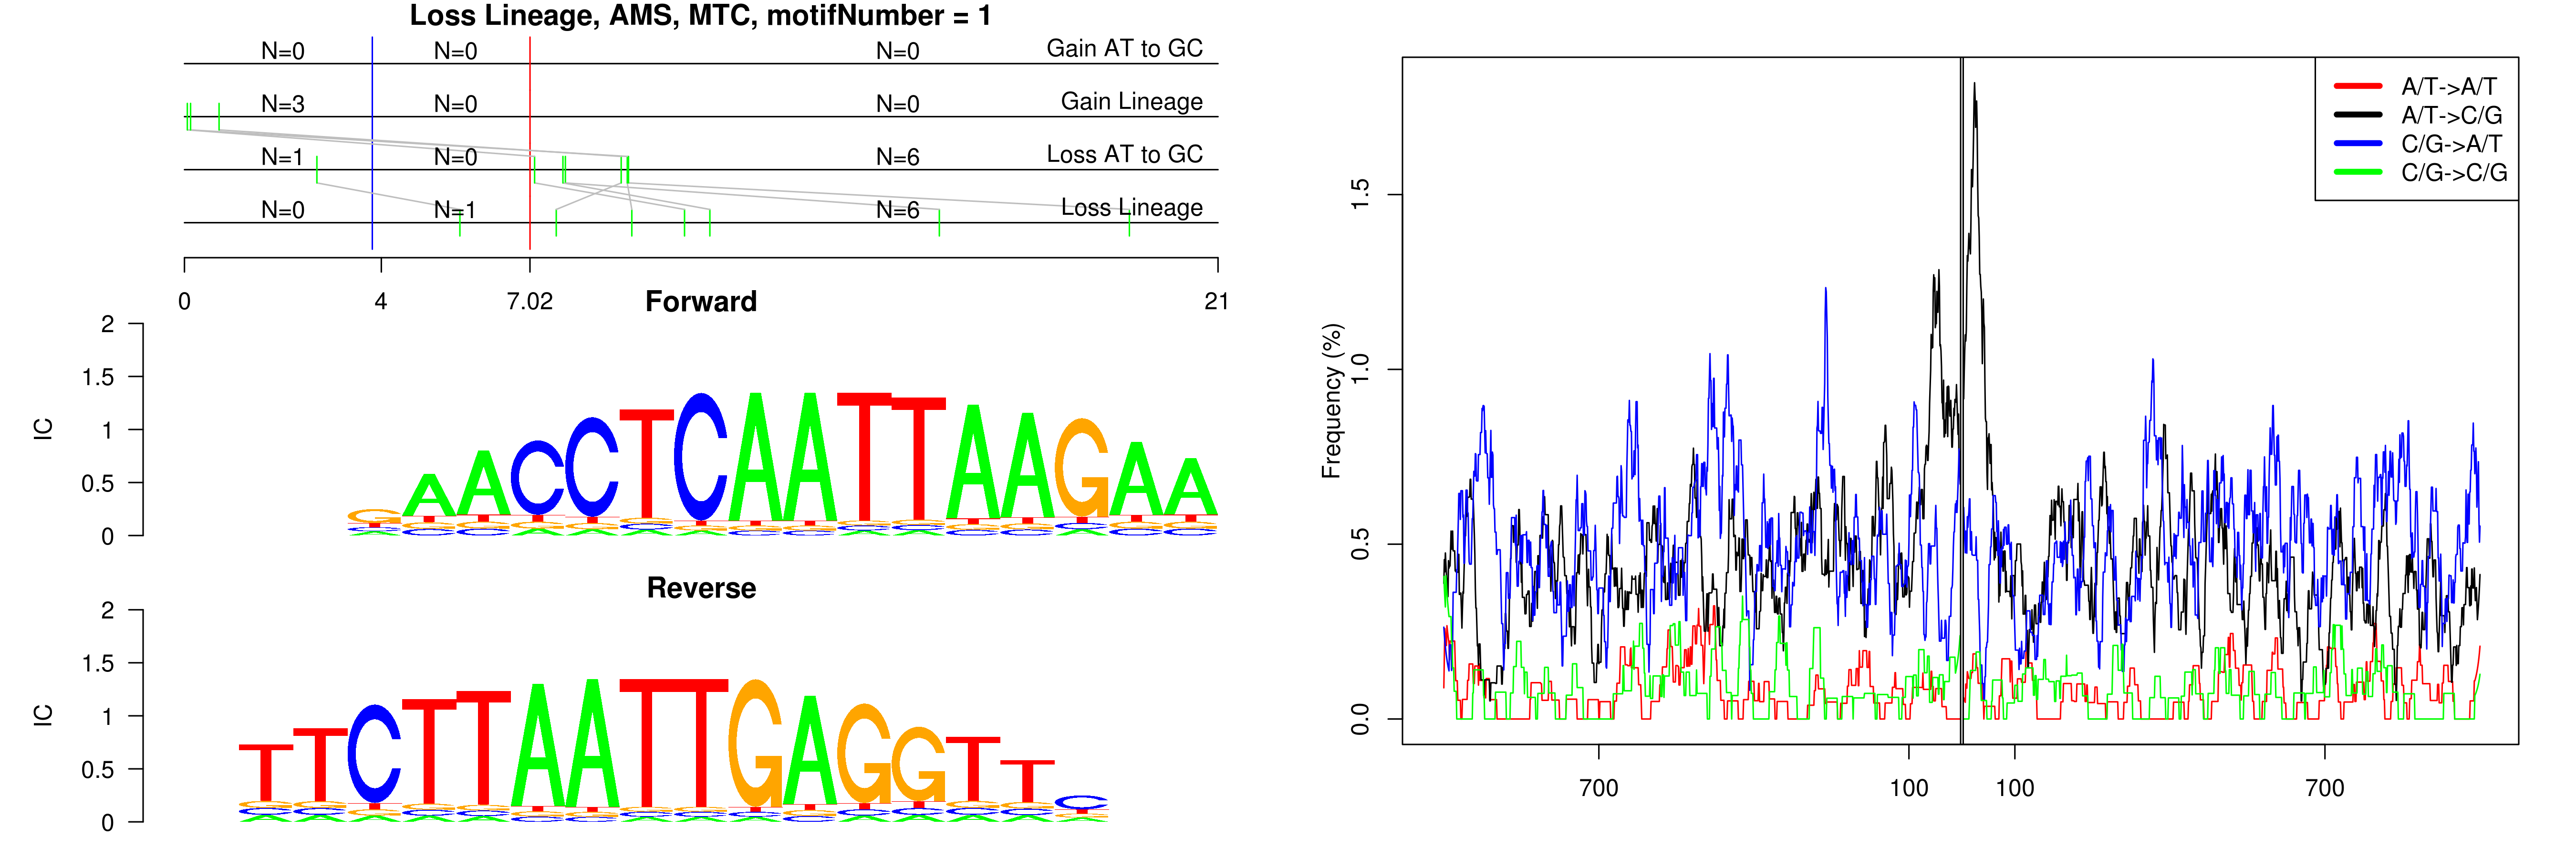 Loss Lineage, AMS, MTC, motifNumber = 1
N=0 N=0 N=0 Gain AT to GC
N=3 N=0 N=0 Gain Lineage
N=1 N=0 N=6 Loss AT to GC
N=0 N=1 N=6 Loss Lineage
0 4 7.02 21
Forward
IC
2
1.5
1
0.5
0
GAACCTCAATTAAGAA
Reverse
IC
2
1.5
1
0.5
0
TTCTTAATTGAGGTTC
A/T->A/T
A/T->C/G
C/G->A/T
C/G->C/G
Frequency (%)
1.5
1.0
0.5
0.0
700 100 100 700